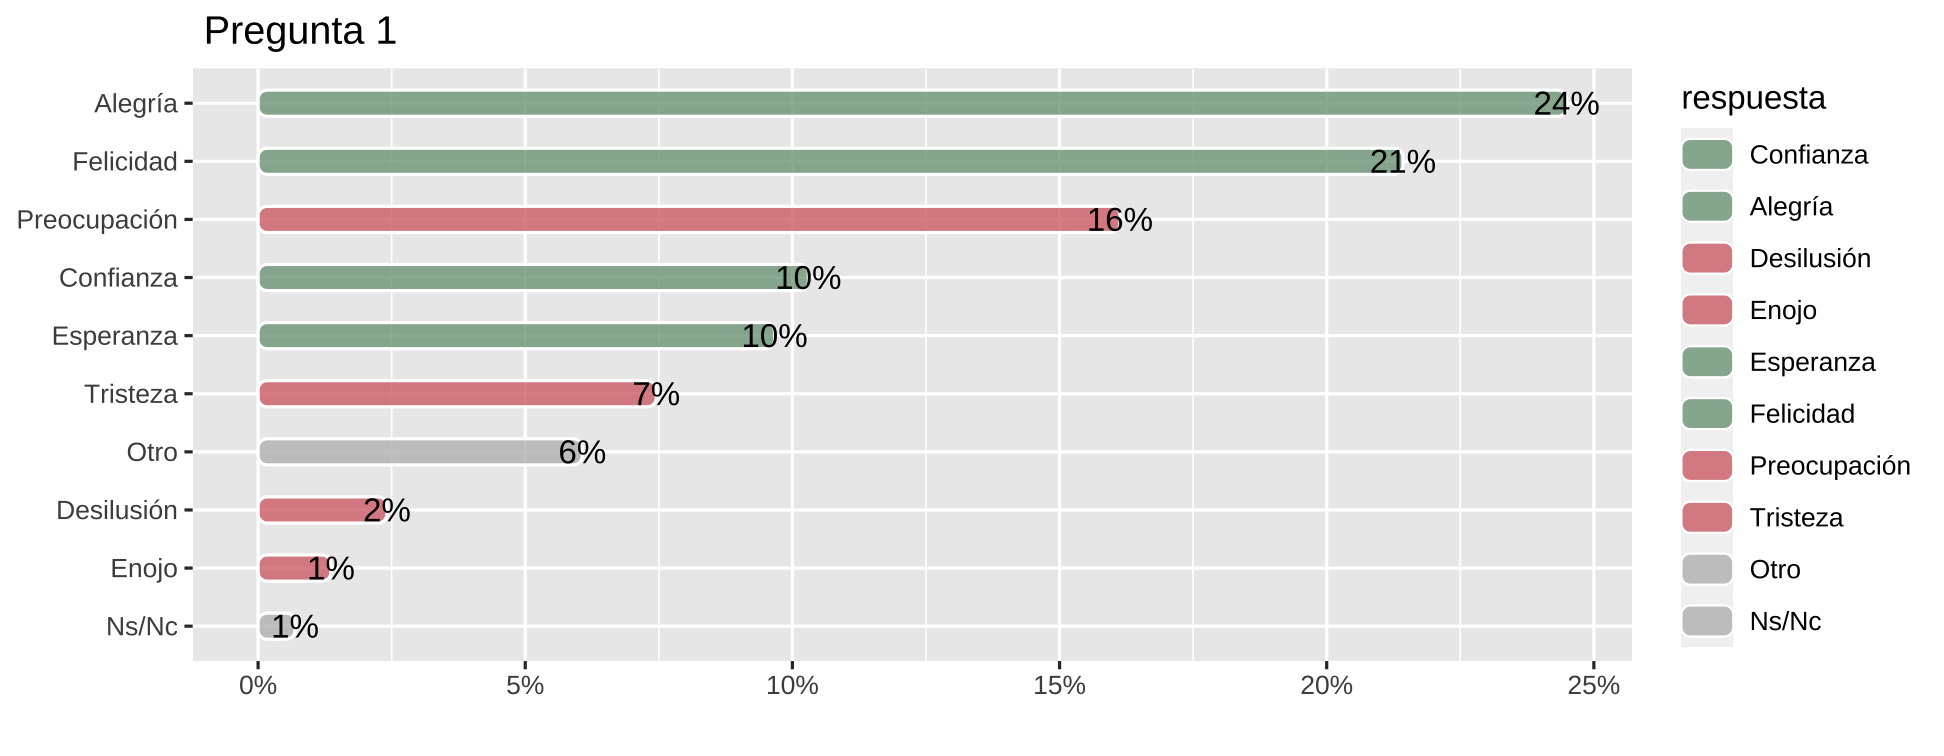 Pregunta 1
Alegría 24%
Felicidad 21%
Preocupación 16%
Confianza 10%
Esperanza 10%
Tristeza 7%
Otro 6%
Desilusión 2%
Enojo 1%
Ns/Nc 1%
0% 5% 10% 15% 20% 25%
respuesta
Confianza
Alegría
Desilusión
Enojo
Esperanza
Felicidad
Preocupación
Tristeza
Otro
Ns/Nc